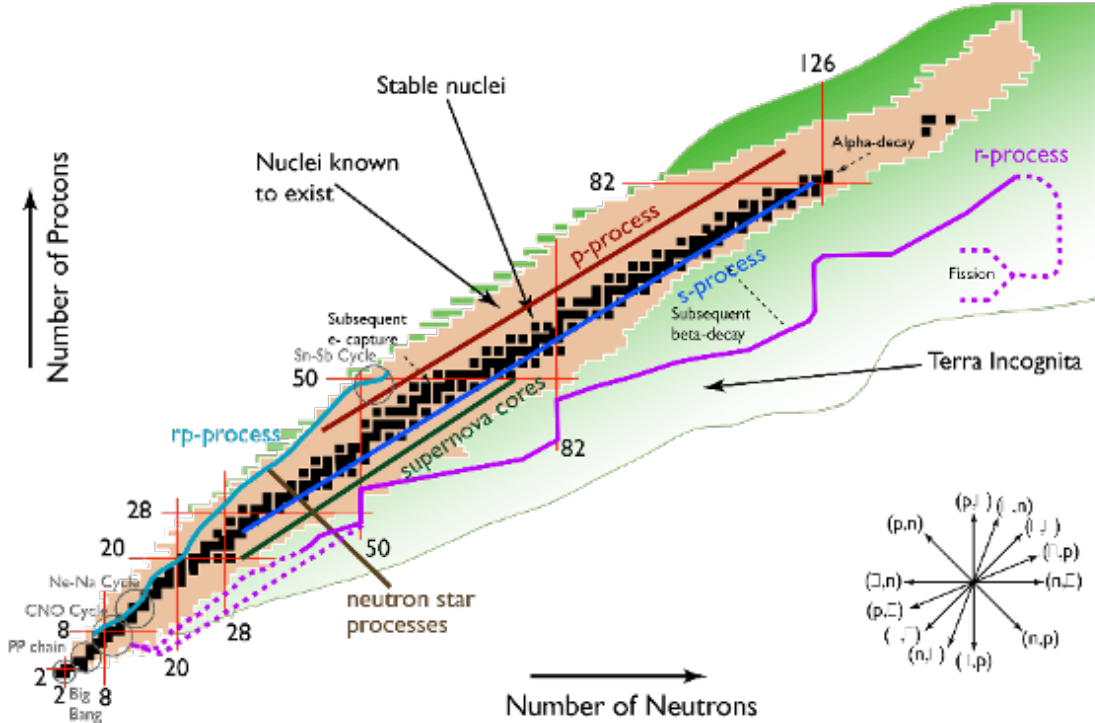 126
Stable nuclei
Alpha-decay
r-process
Nuclei known
to exist
82
p-process
Number of Protons
s-process
Fission
Subsequent
e- capture
Subsequent
beta-decay
Sn-Sb Cycle
50
Terra Incognita
rp-process
supernova cores
82
28
50
20
Ne-Na Cycle
neutron star
processes
CNO Cycle
28
8
PP chain
20
2
2
8
Big
Bang
Number of Neutrons
(p,n)
(n,p)